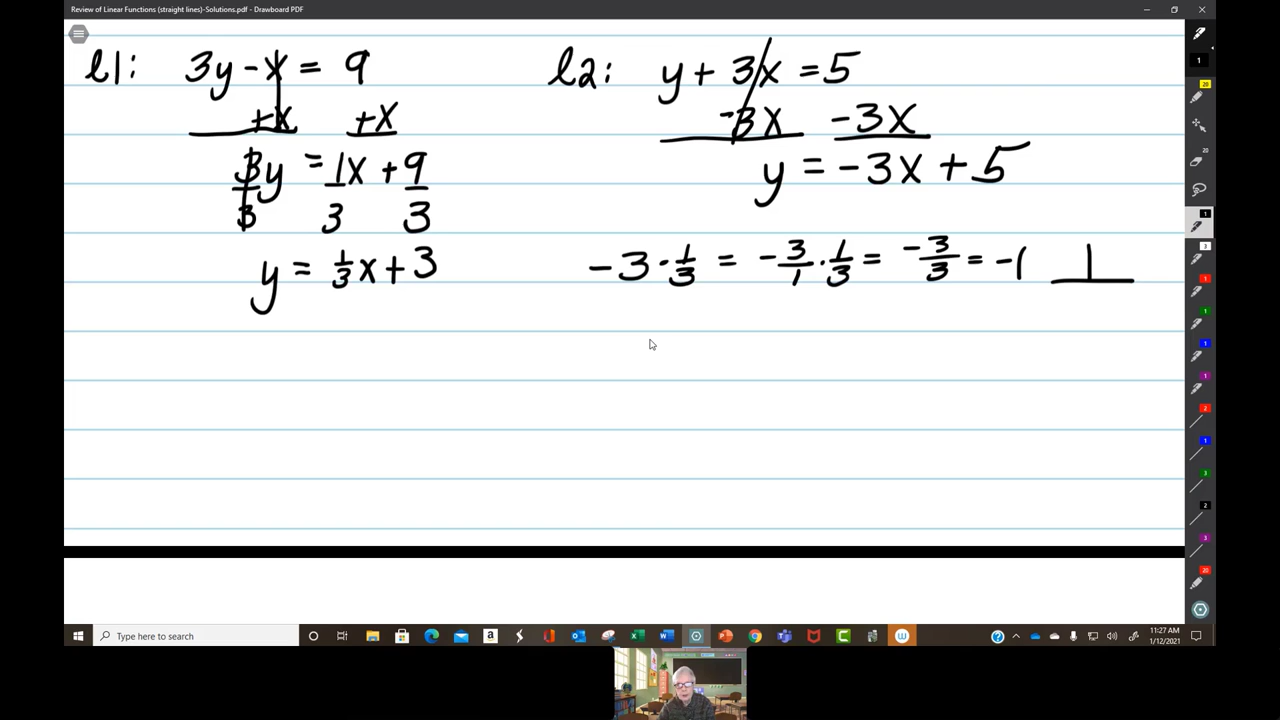 Review of Linear Functions (straight lines)-Solutions.pdf - Drawboard PDF
l1: 3y - x = 9
+x +x
3y = 1x + 9
3 3 3
y = 1/3 x + 3
l2: y + 3x = 5
-3x -3x
y = -3x + 5
-3 · 1/3 = -3/1 · 1/3 = -3/3 = -1 ⊥
Type here to search
11:27 AM
1/12/2021